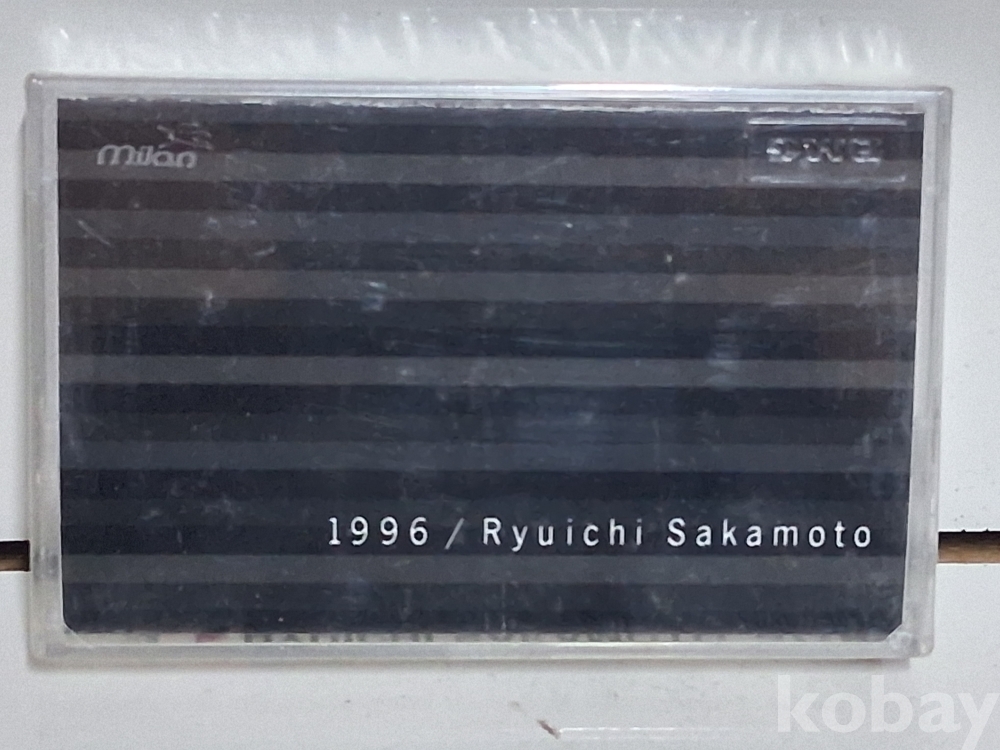 Milan
1996 / Ryuichi Sakamoto
kobay